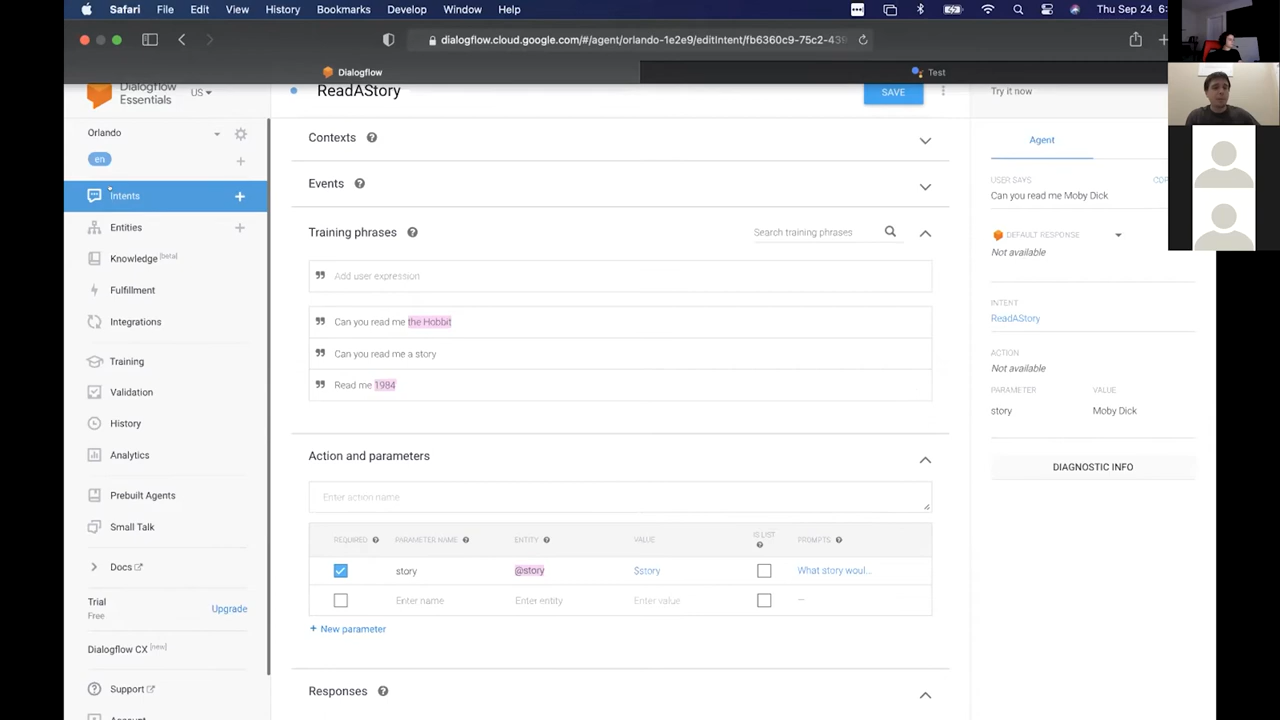 Safari File Edit View History Bookmarks Develop Window Help
Thu Sep 24 6:
dialogflow.cloud.google.com/#/agent/orlando-1e2e9/editIntent/fb6360c9-75c2-439
Dialogflow
Test
Dialogflow
Essentials
US
ReadAStory
SAVE
Try it now
Orlando
en
Intents
Entities
Knowledge [beta]
Fulfillment
Integrations
Training
Validation
History
Analytics
Prebuilt Agents
Small Talk
Docs
Trial
Free
Upgrade
Dialogflow CX [new]
Support
Account
Contexts
Events
Training phrases
Search training phrases
Add user expression
Can you read me the Hobbit
Can you read me a story
Read me 1984
Action and parameters
Enter action name
REQUIRED PARAMETER NAME ENTITY VALUE IS LIST PROMPTS
story @story $story What story woul...
Enter name Enter entity Enter value —
+ New parameter
Responses
Agent
USER SAYS
Can you read me Moby Dick
DEFAULT RESPONSE
Not available
INTENT
ReadAStory
ACTION
Not available
PARAMETER VALUE
story Moby Dick
DIAGNOSTIC INFO